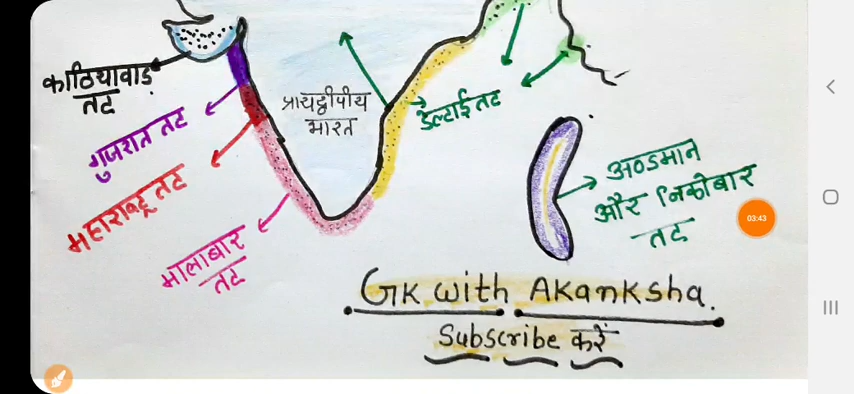 काठियावाड़
तट
गुजरात तट
महाराष्ट्र तट
मालाबार
तट
प्रायद्वीपीय
भारत
डेल्टाई तट
अण्डमान
और निकोबार
तट
03:43
GK with Akanksha.
Subscribe करें